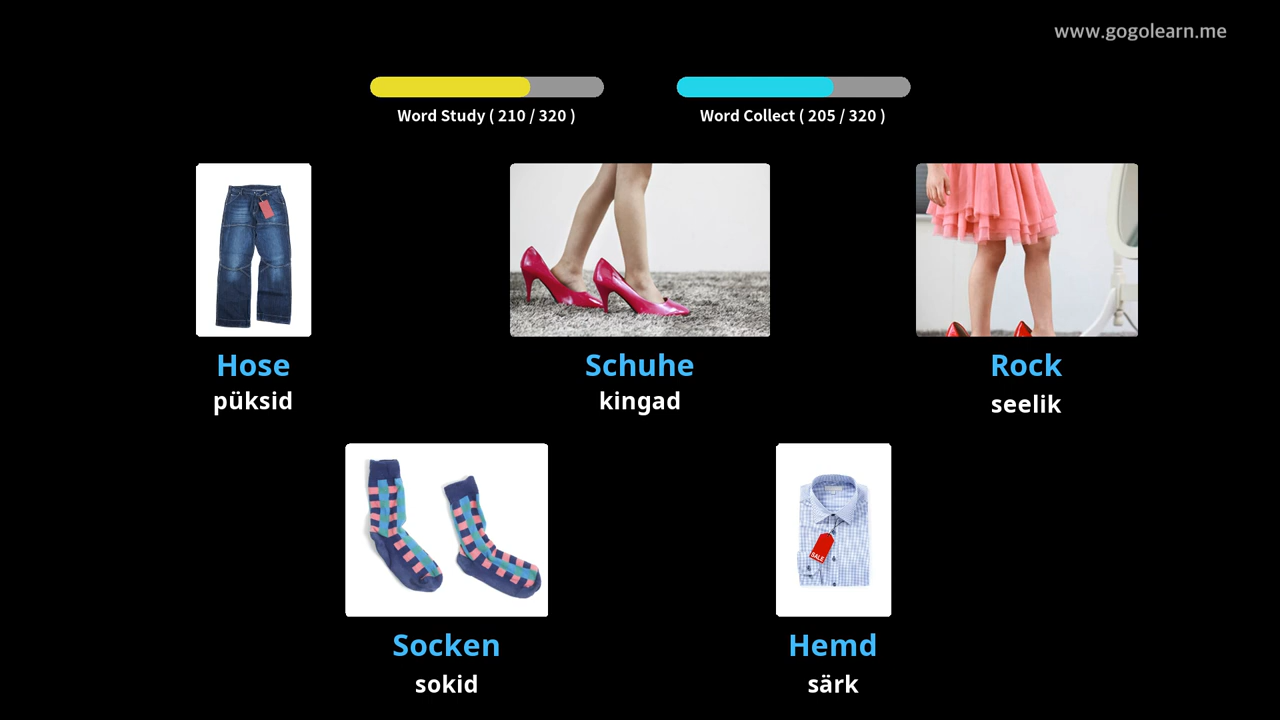 www.gogolearn.me
Word Study ( 210 / 320 )
Word Collect ( 205 / 320 )
Hose
püksid
Schuhe
kingad
Rock
seelik
SALE
Socken
sokid
Hemd
särk